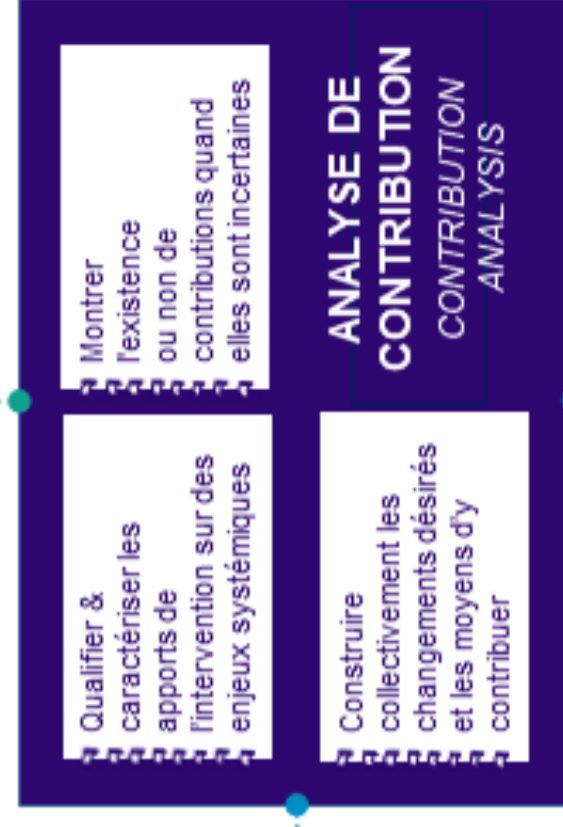 Qualifier &
caractériser les
apports de
l'intervention sur des
enjeux systémiques
Montrer
l'existence
ou non de
contributions quand
elles sont incertaines
Construire
collectivement les
changements désirés
et les moyens d'y
contribuer
ANALYSE DE
CONTRIBUTION
CONTRIBUTION
ANALYSIS